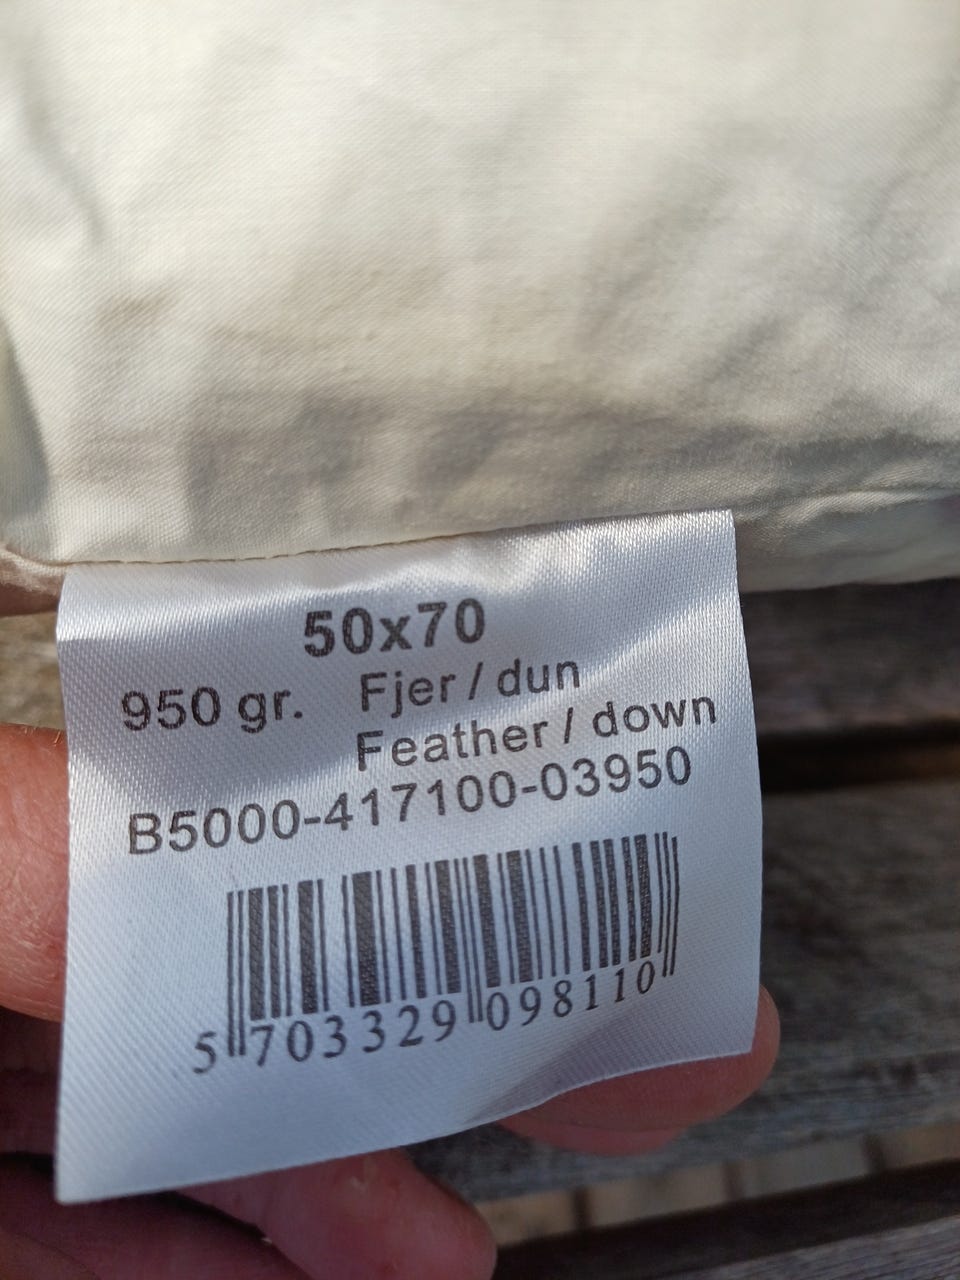 50x70
950 gr. Fjer / dun
Feather / down
B5000-417100-03950
5 703329 098110